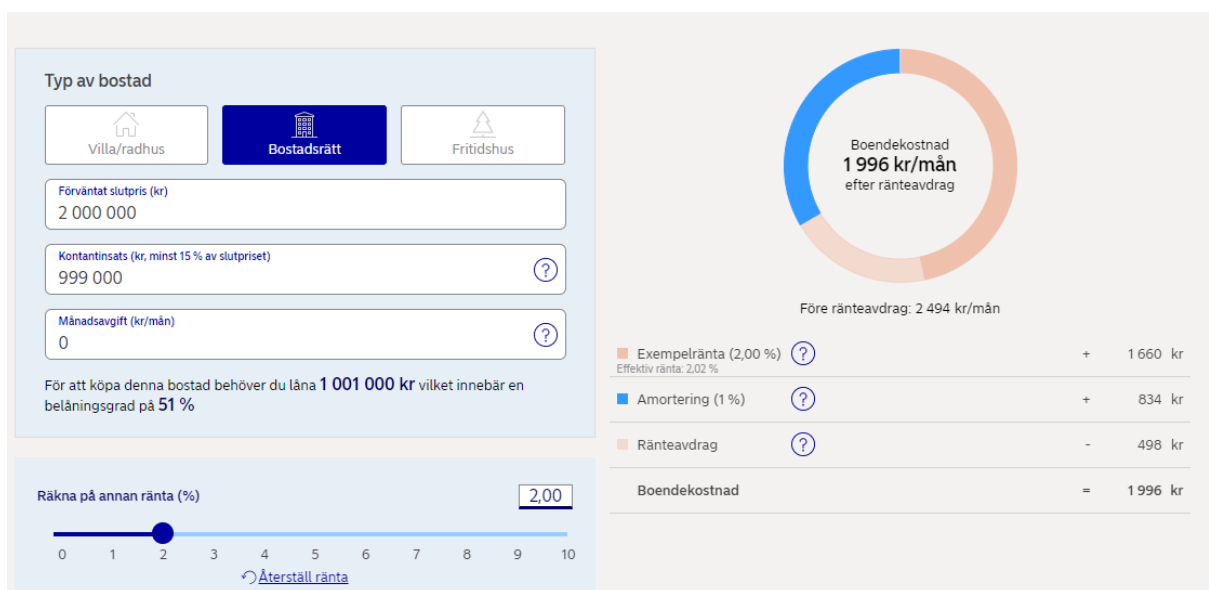 Typ av bostad
Villa/radhus
Bostadsrätt
Fritidshus
Förväntat slutpris (kr)
2 000 000
Kontantinsats (kr, minst 15 % av slutpriset)
999 000
?
Månadsavgift (kr/mån)
0
?
För att köpa denna bostad behöver du låna 1 001 000 kr vilket innebär en
belåningsgrad på 51 %
Räkna på annan ränta (%)
2,00
0 1 2 3 4 5 6 7 8 9 10
Återställ ränta
Boendekostnad
1 996 kr/mån
efter ränteavdrag
Före ränteavdrag: 2 494 kr/mån
Exempelränta (2,00 %) ? + 1 660 kr
Effektiv ränta: 2,02 %
Amortering (1 %) ? + 834 kr
Ränteavdrag ? - 498 kr
Boendekostnad = 1 996 kr